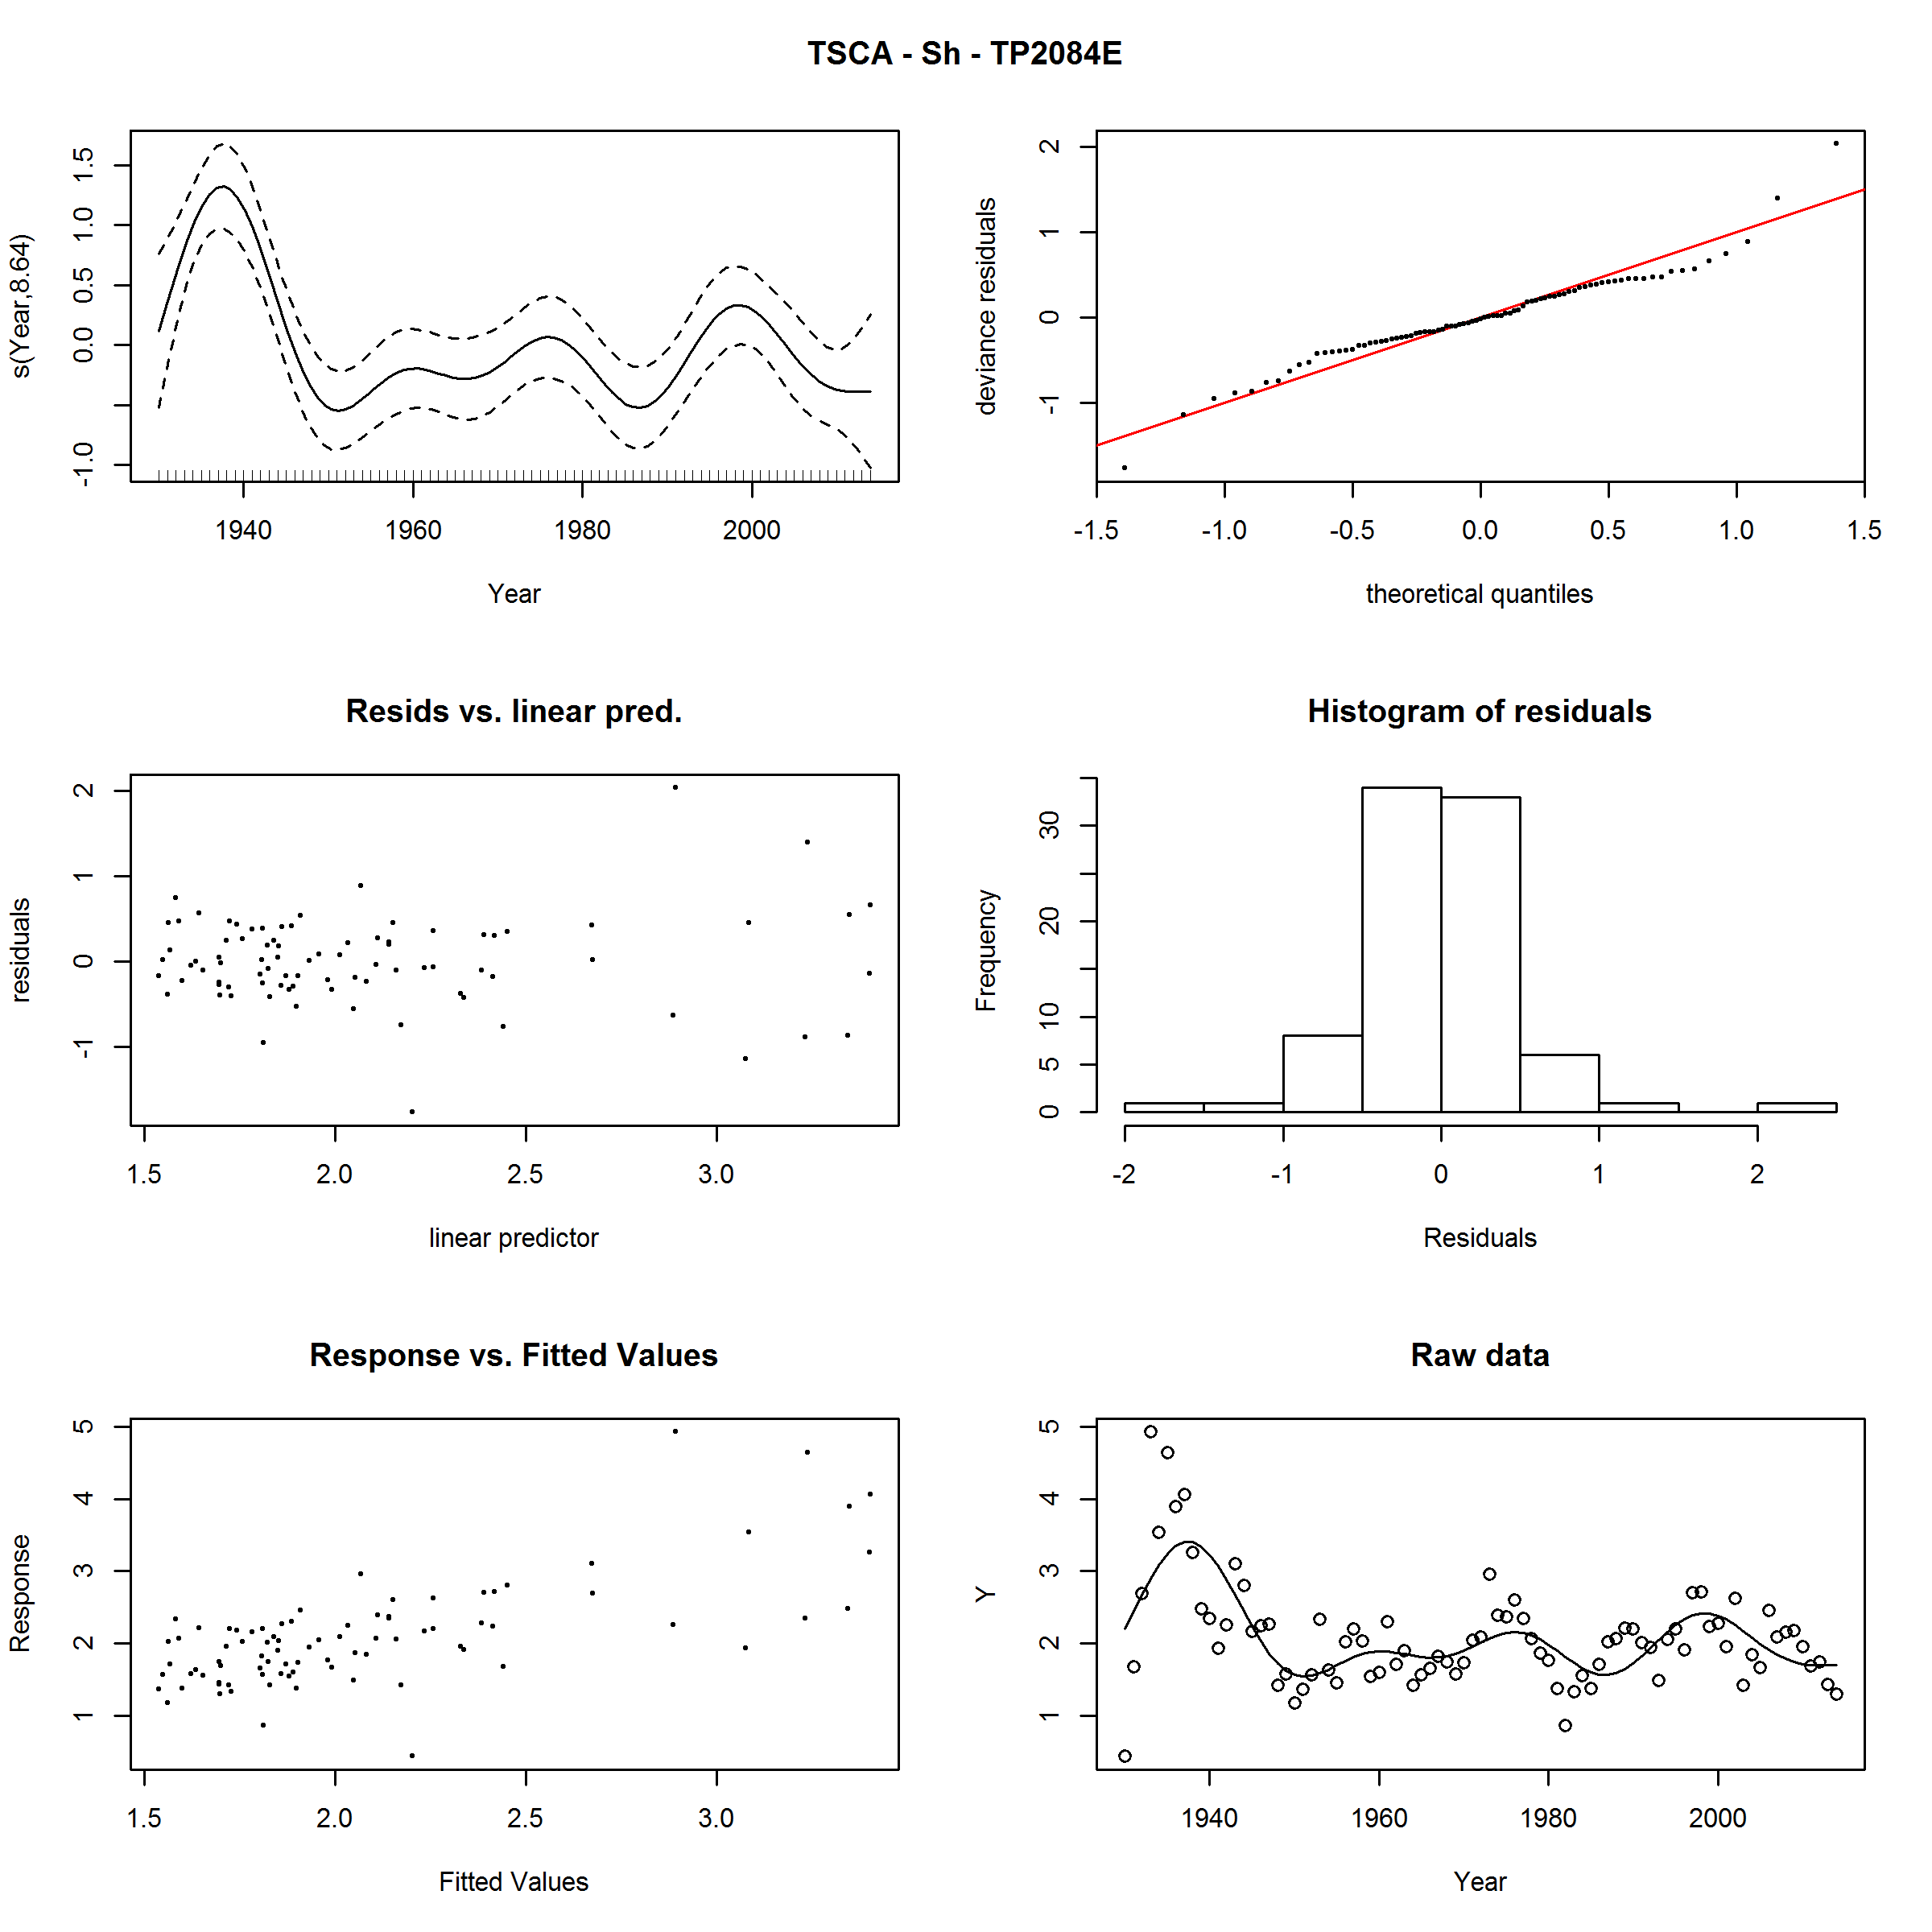 TSCA - Sh - TP2084E
s(Year,8.64)
-1.0 0.0 0.5 1.0 1.5
1940 1960 1980 2000
Year
deviance residuals
-1 0 1 2
-1.5 -1.0 -0.5 0.0 0.5 1.0 1.5
theoretical quantiles
Resids vs. linear pred.
residuals
-1 0 1 2
1.5 2.0 2.5 3.0
linear predictor
Histogram of residuals
Frequency
0 5 10 20 30
-2 -1 0 1 2
Residuals
Response vs. Fitted Values
Response
1 2 3 4 5
1.5 2.0 2.5 3.0
Fitted Values
Raw data
Y
1 2 3 4 5
1940 1960 1980 2000
Year